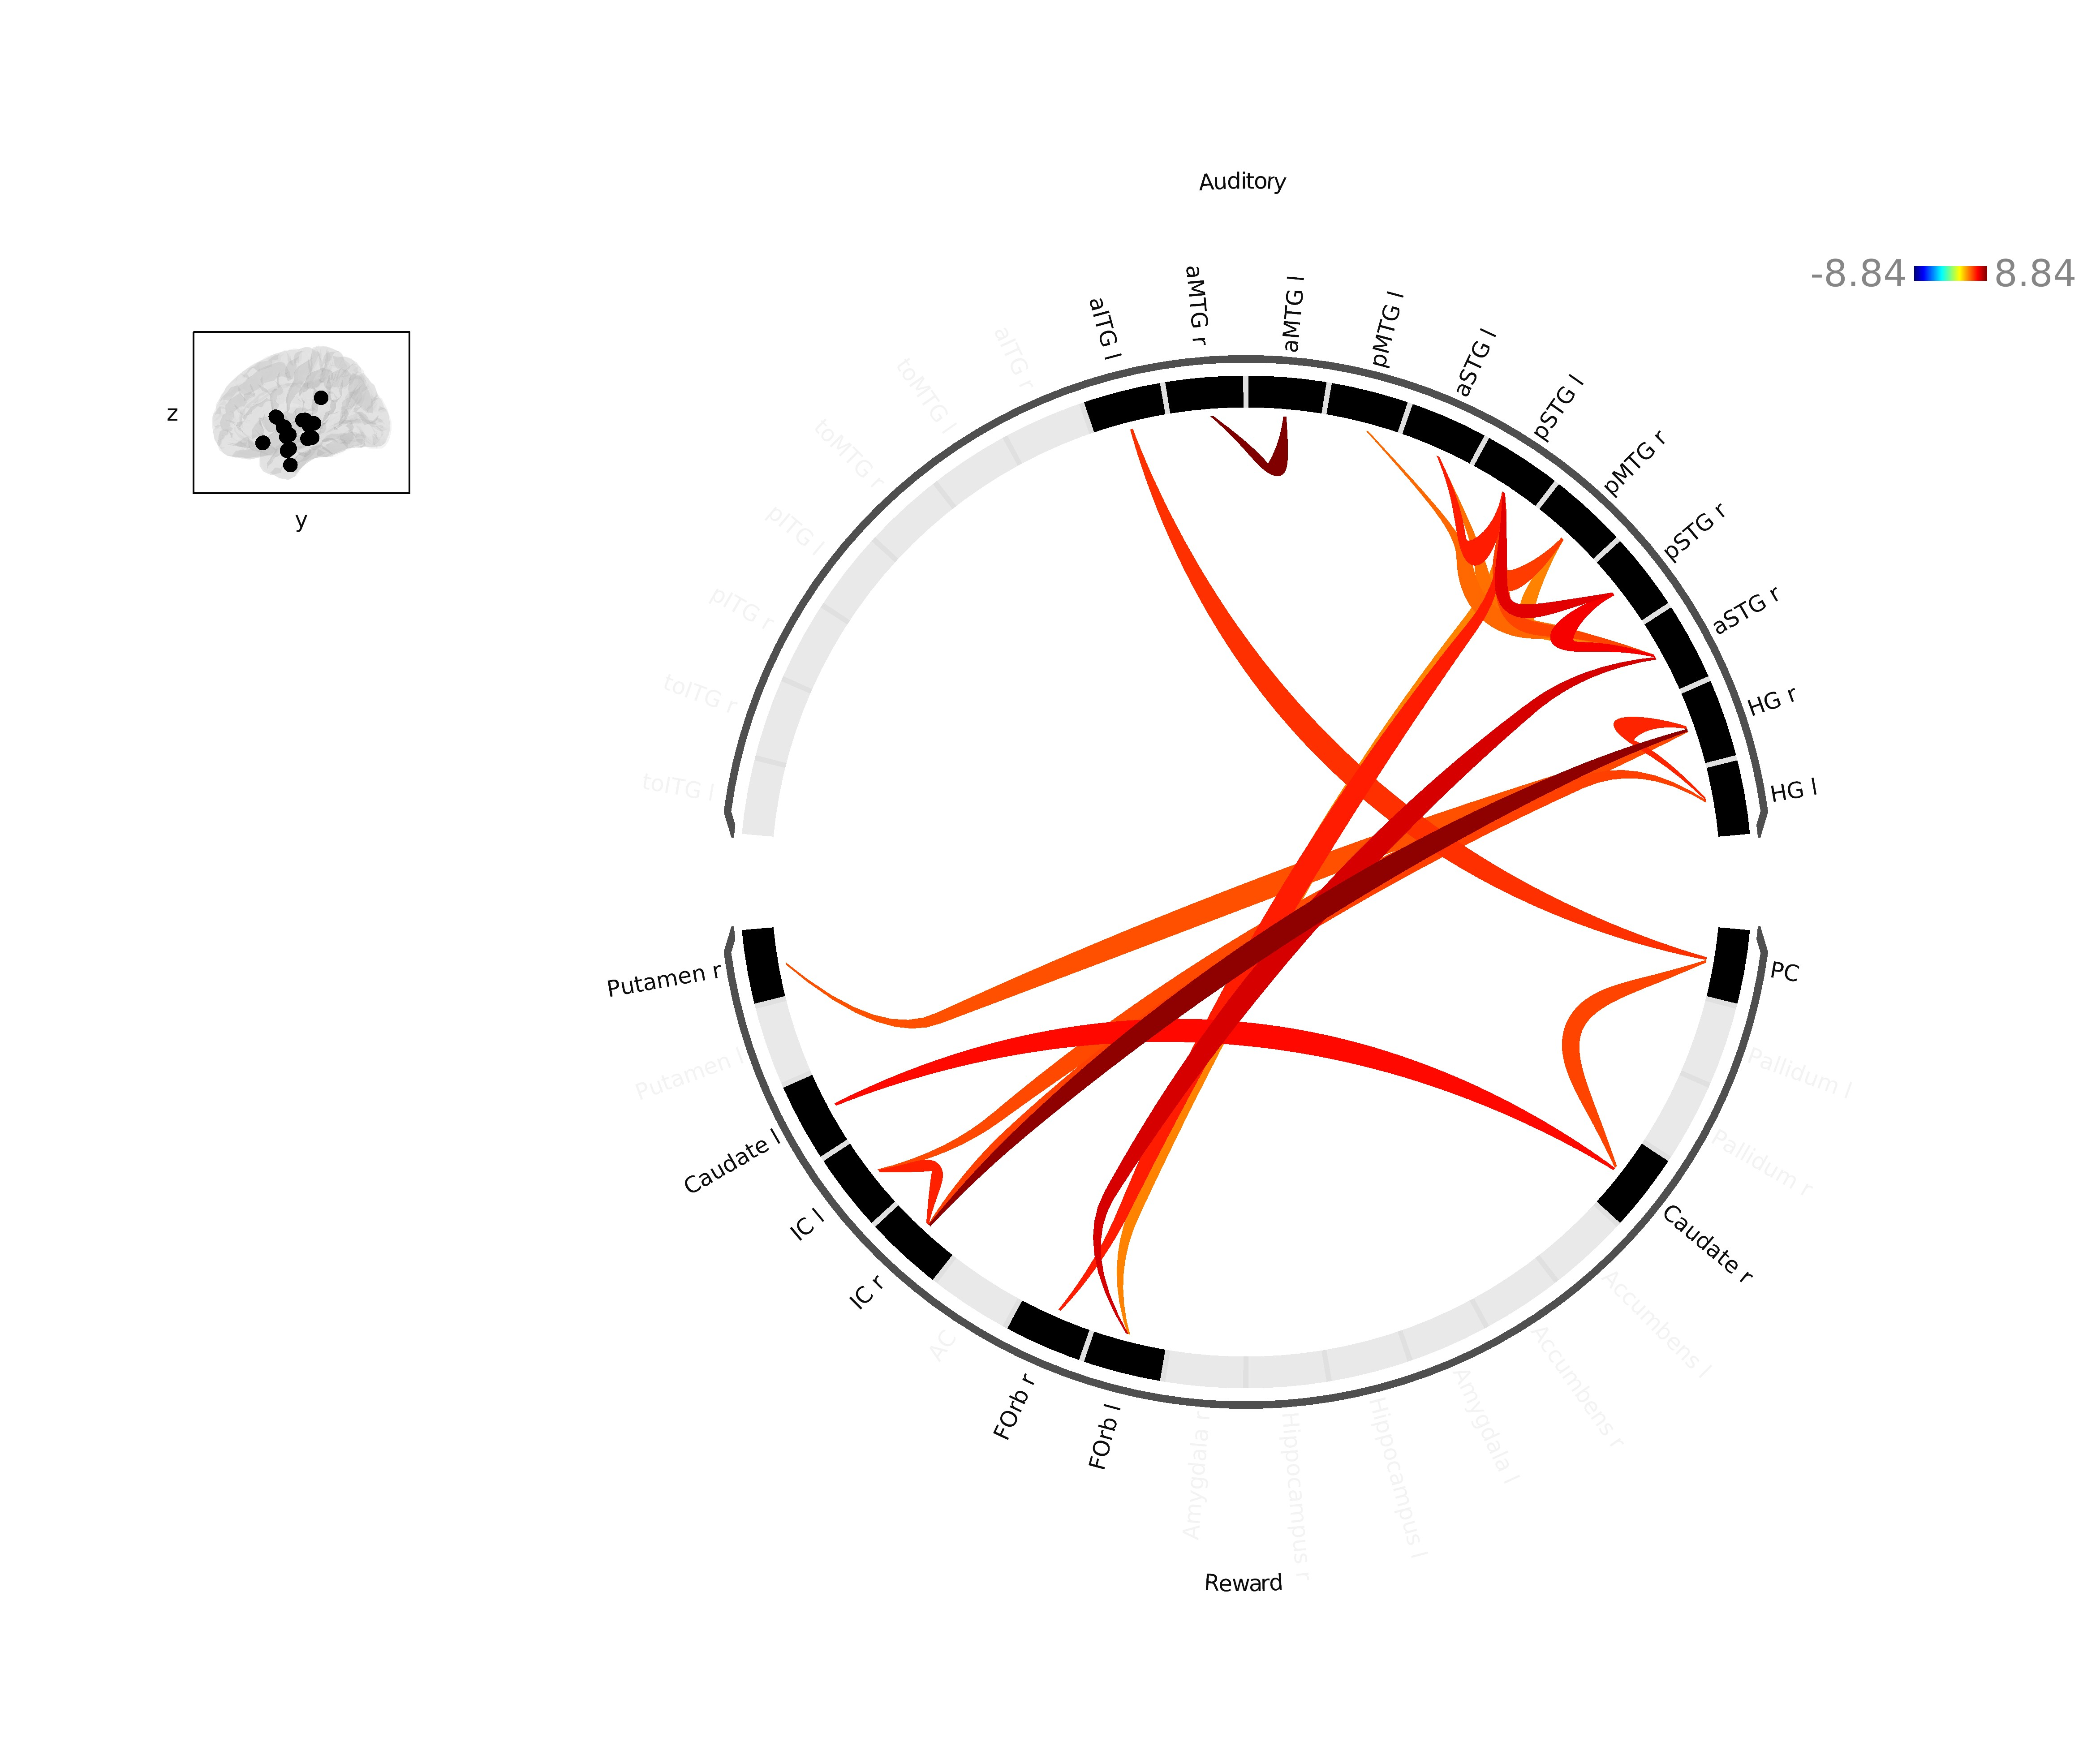 Auditory
-8.84 8.84
z
y
aITG l
aMTG r
aMTG l
pMTG l
aSTG l
pSTG l
pMTG r
pSTG r
aSTG r
HG r
HG l
aITG r
toMTG l
toMTG r
pITG l
pITG r
toITG r
toITG l
Putamen r
Putamen l
Caudate l
IC l
IC r
AC
FOrb r
FOrb l
Amygdala r
Hippocampus r
Hippocampus l
Amygdala l
Accumbens r
Accumbens l
Caudate r
Pallidum r
Pallidum l
PC
Reward